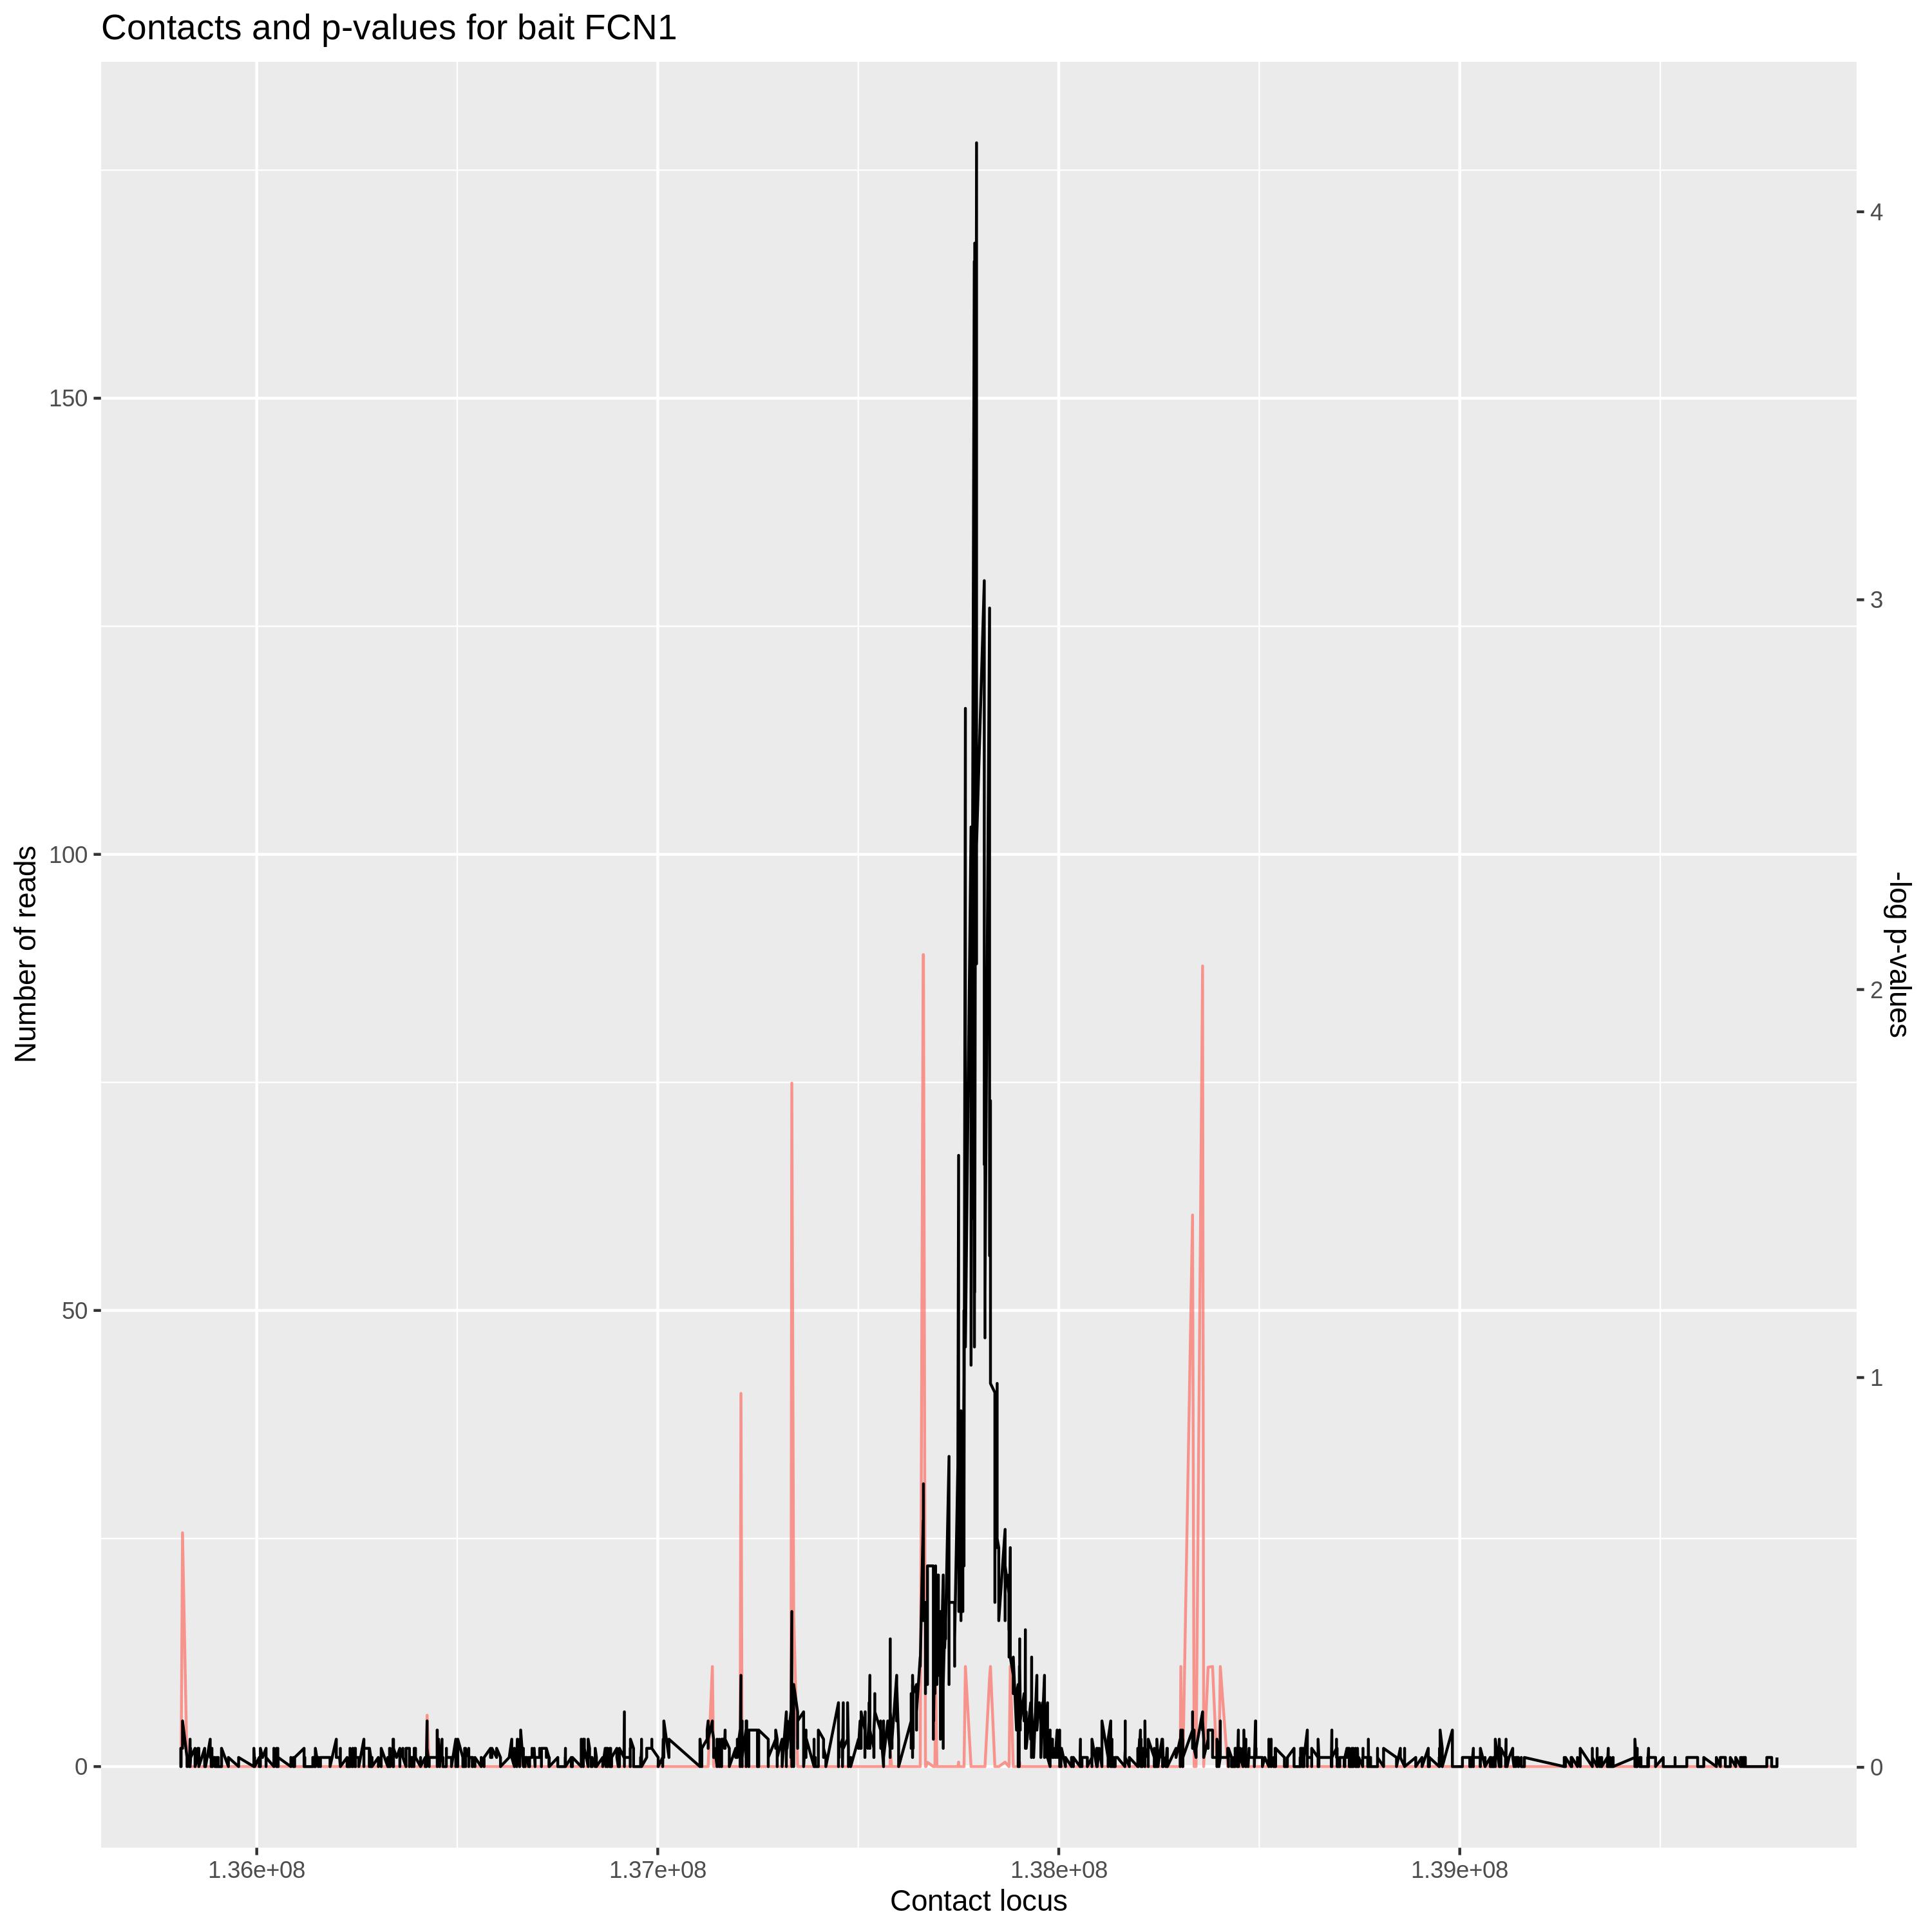 Contacts and p-values for bait FCN1
Number of reads
150
100
50
0
4
3
2
1
0
-log p-values
1.36e+08
1.37e+08
1.38e+08
1.39e+08
Contact locus